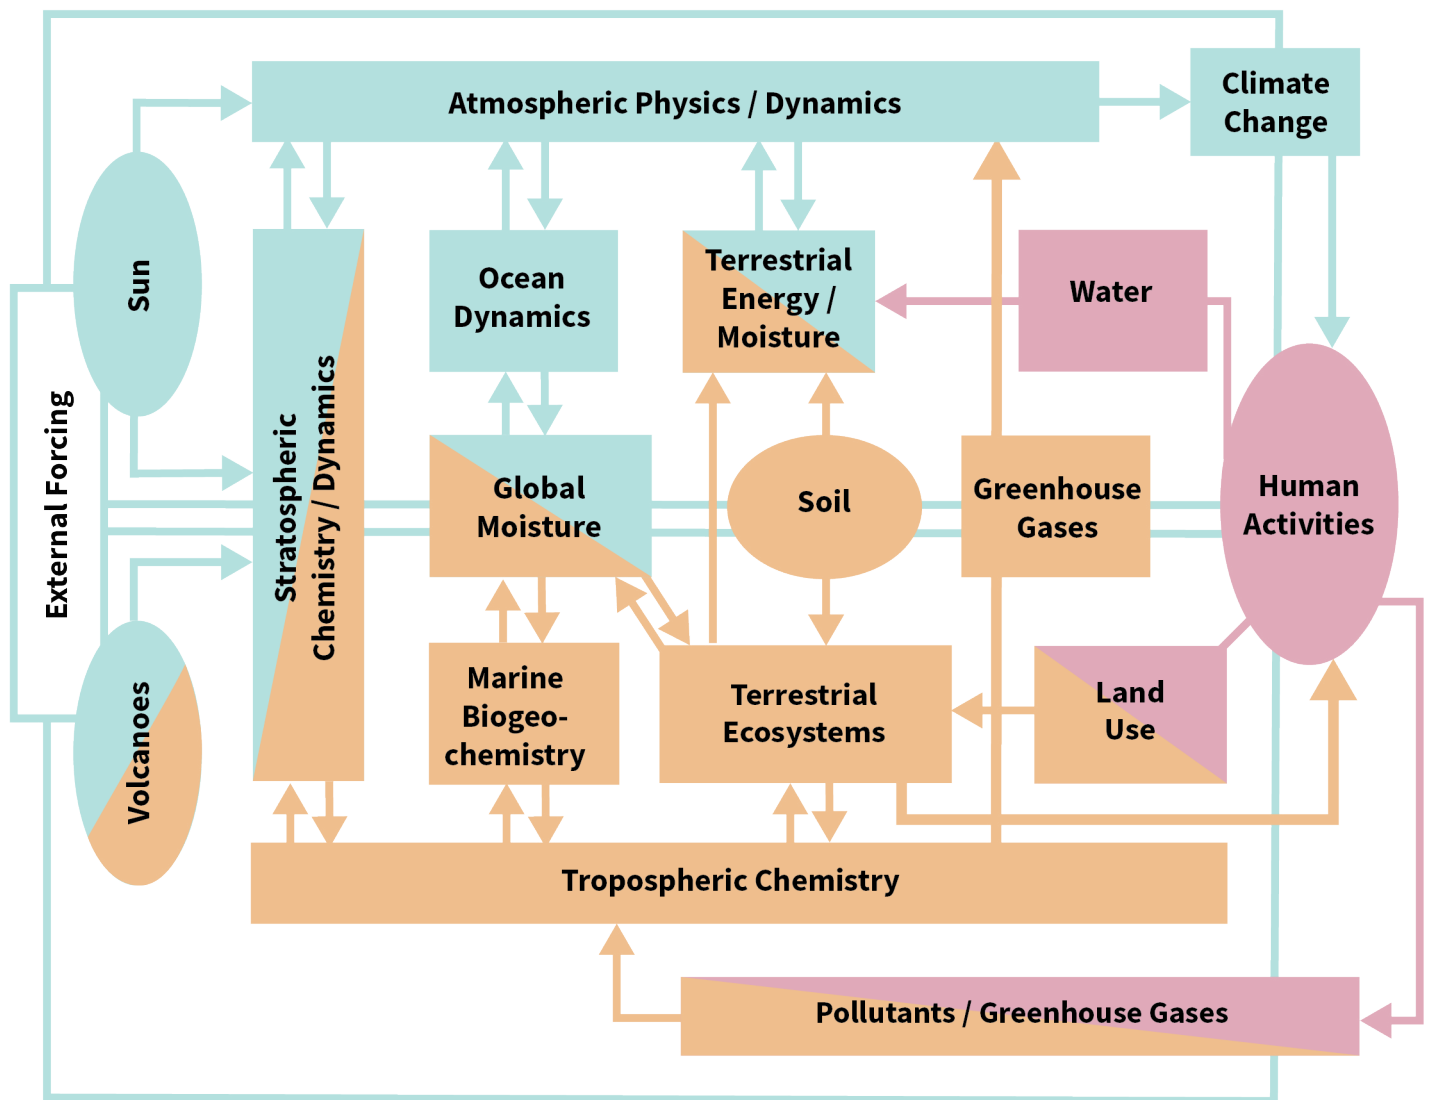 Atmospheric Physics / Dynamics
Climate
Change
Sun
External Forcing
Volcanoes
Stratospheric
Chemistry / Dynamics
Ocean
Dynamics
Terrestrial
Energy /
Moisture
Water
Global
Moisture
Soil
Greenhouse
Gases
Human
Activities
Marine
Biogeo-
chemistry
Terrestrial
Ecosystems
Land
Use
Tropospheric Chemistry
Pollutants / Greenhouse Gases